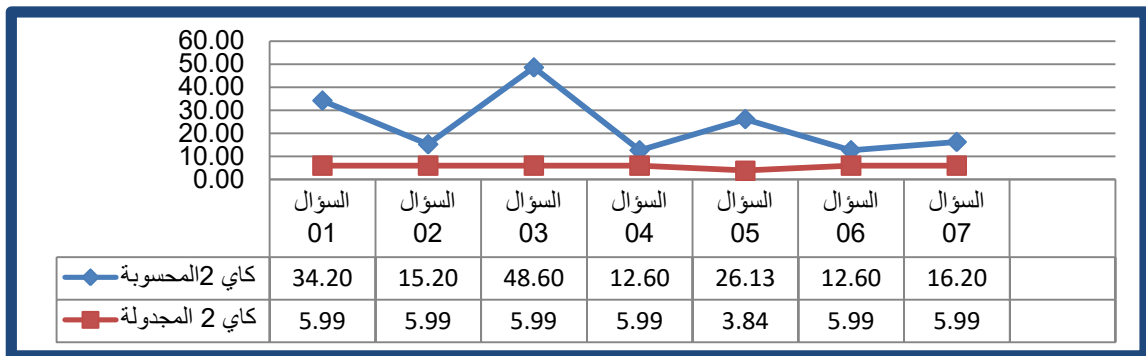 60.00
50.00
40.00
30.00
20.00
10.00
0.00
السؤال 01
السؤال 02
السؤال 03
السؤال 04
السؤال 05
السؤال 06
السؤال 07
كاي 2المحسوبة 34.20 15.20 48.60 12.60 26.13 12.60 16.20
كاي 2 المجدولة 5.99 5.99 5.99 5.99 3.84 5.99 5.99